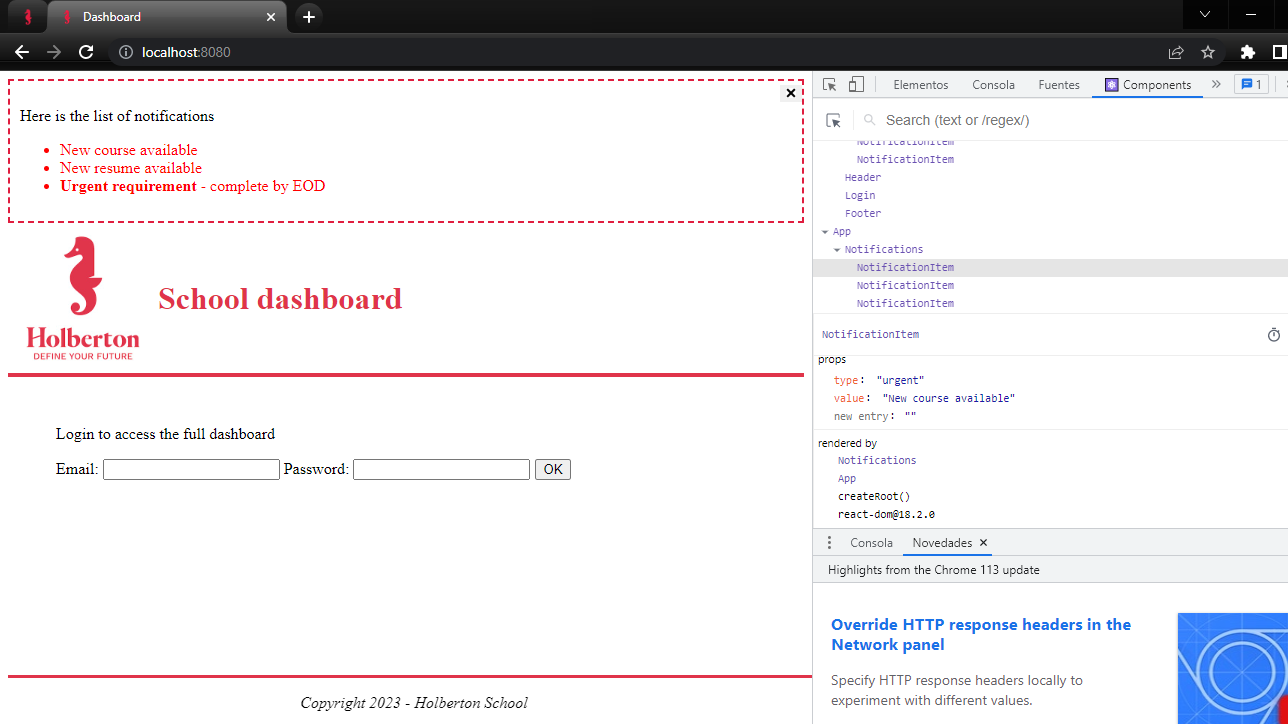 Dashboard
localhost:8080
Here is the list of notifications
New course available
New resume available
Urgent requirement - complete by EOD
Holberton
DEFINE YOUR FUTURE
School dashboard
Login to access the full dashboard
Email: Password: OK
Copyright 2023 - Holberton School
Elementos Consola Fuentes Components 1
Search (text or /regex/)
NotificationItem
NotificationItem
Header
Login
Footer
App
Notifications
NotificationItem
NotificationItem
NotificationItem
NotificationItem
props
type: "urgent"
value: "New course available"
new entry: ""
rendered by
Notifications
App
createRoot()
react-dom@18.2.0
Consola Novedades
Highlights from the Chrome 113 update
Override HTTP response headers in the
Network panel
Specify HTTP response headers locally to
experiment with different values.